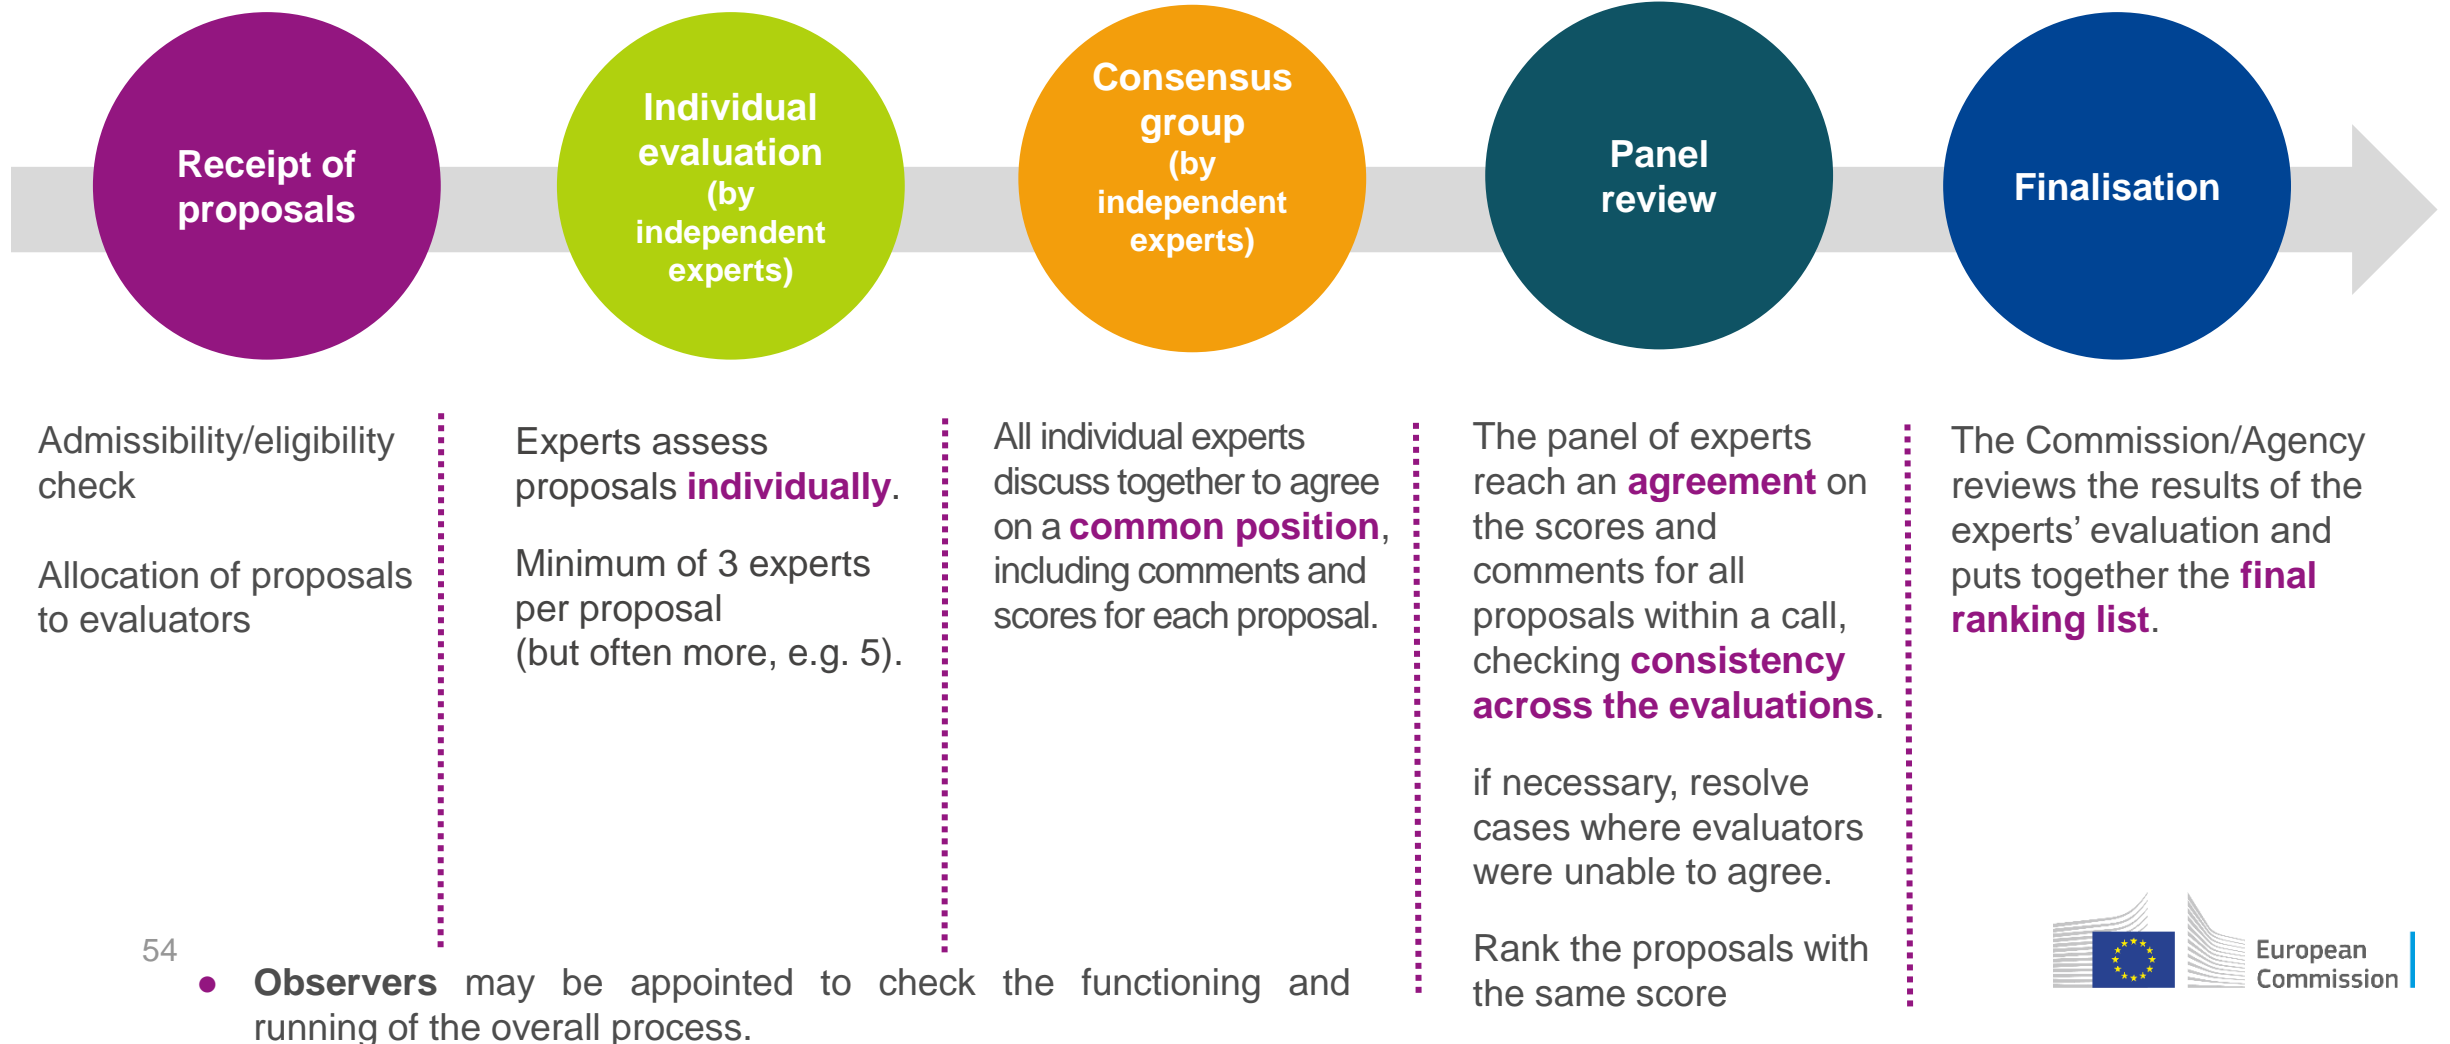 Receipt of
proposals
Individual
evaluation
(by
independent
experts)
Consensus
group
(by
independent
experts)
Panel
review
Finalisation
Admissibility/eligibility
check
Allocation of proposals
to evaluators
Experts assess
proposals individually.
Minimum of 3 experts
per proposal
(but often more, e.g. 5).
All individual experts
discuss together to agree
on a common position,
including comments and
scores for each proposal.
The panel of experts
reach an agreement on
the scores and
comments for all
proposals within a call,
checking consistency
across the evaluations.
if necessary, resolve
cases where evaluators
were unable to agree.
Rank the proposals with
the same score
The Commission/Agency
reviews the results of the
experts’ evaluation and
puts together the final
ranking list.
54
● Observers may be appointed to check the functioning and
running of the overall process.
European
Commission